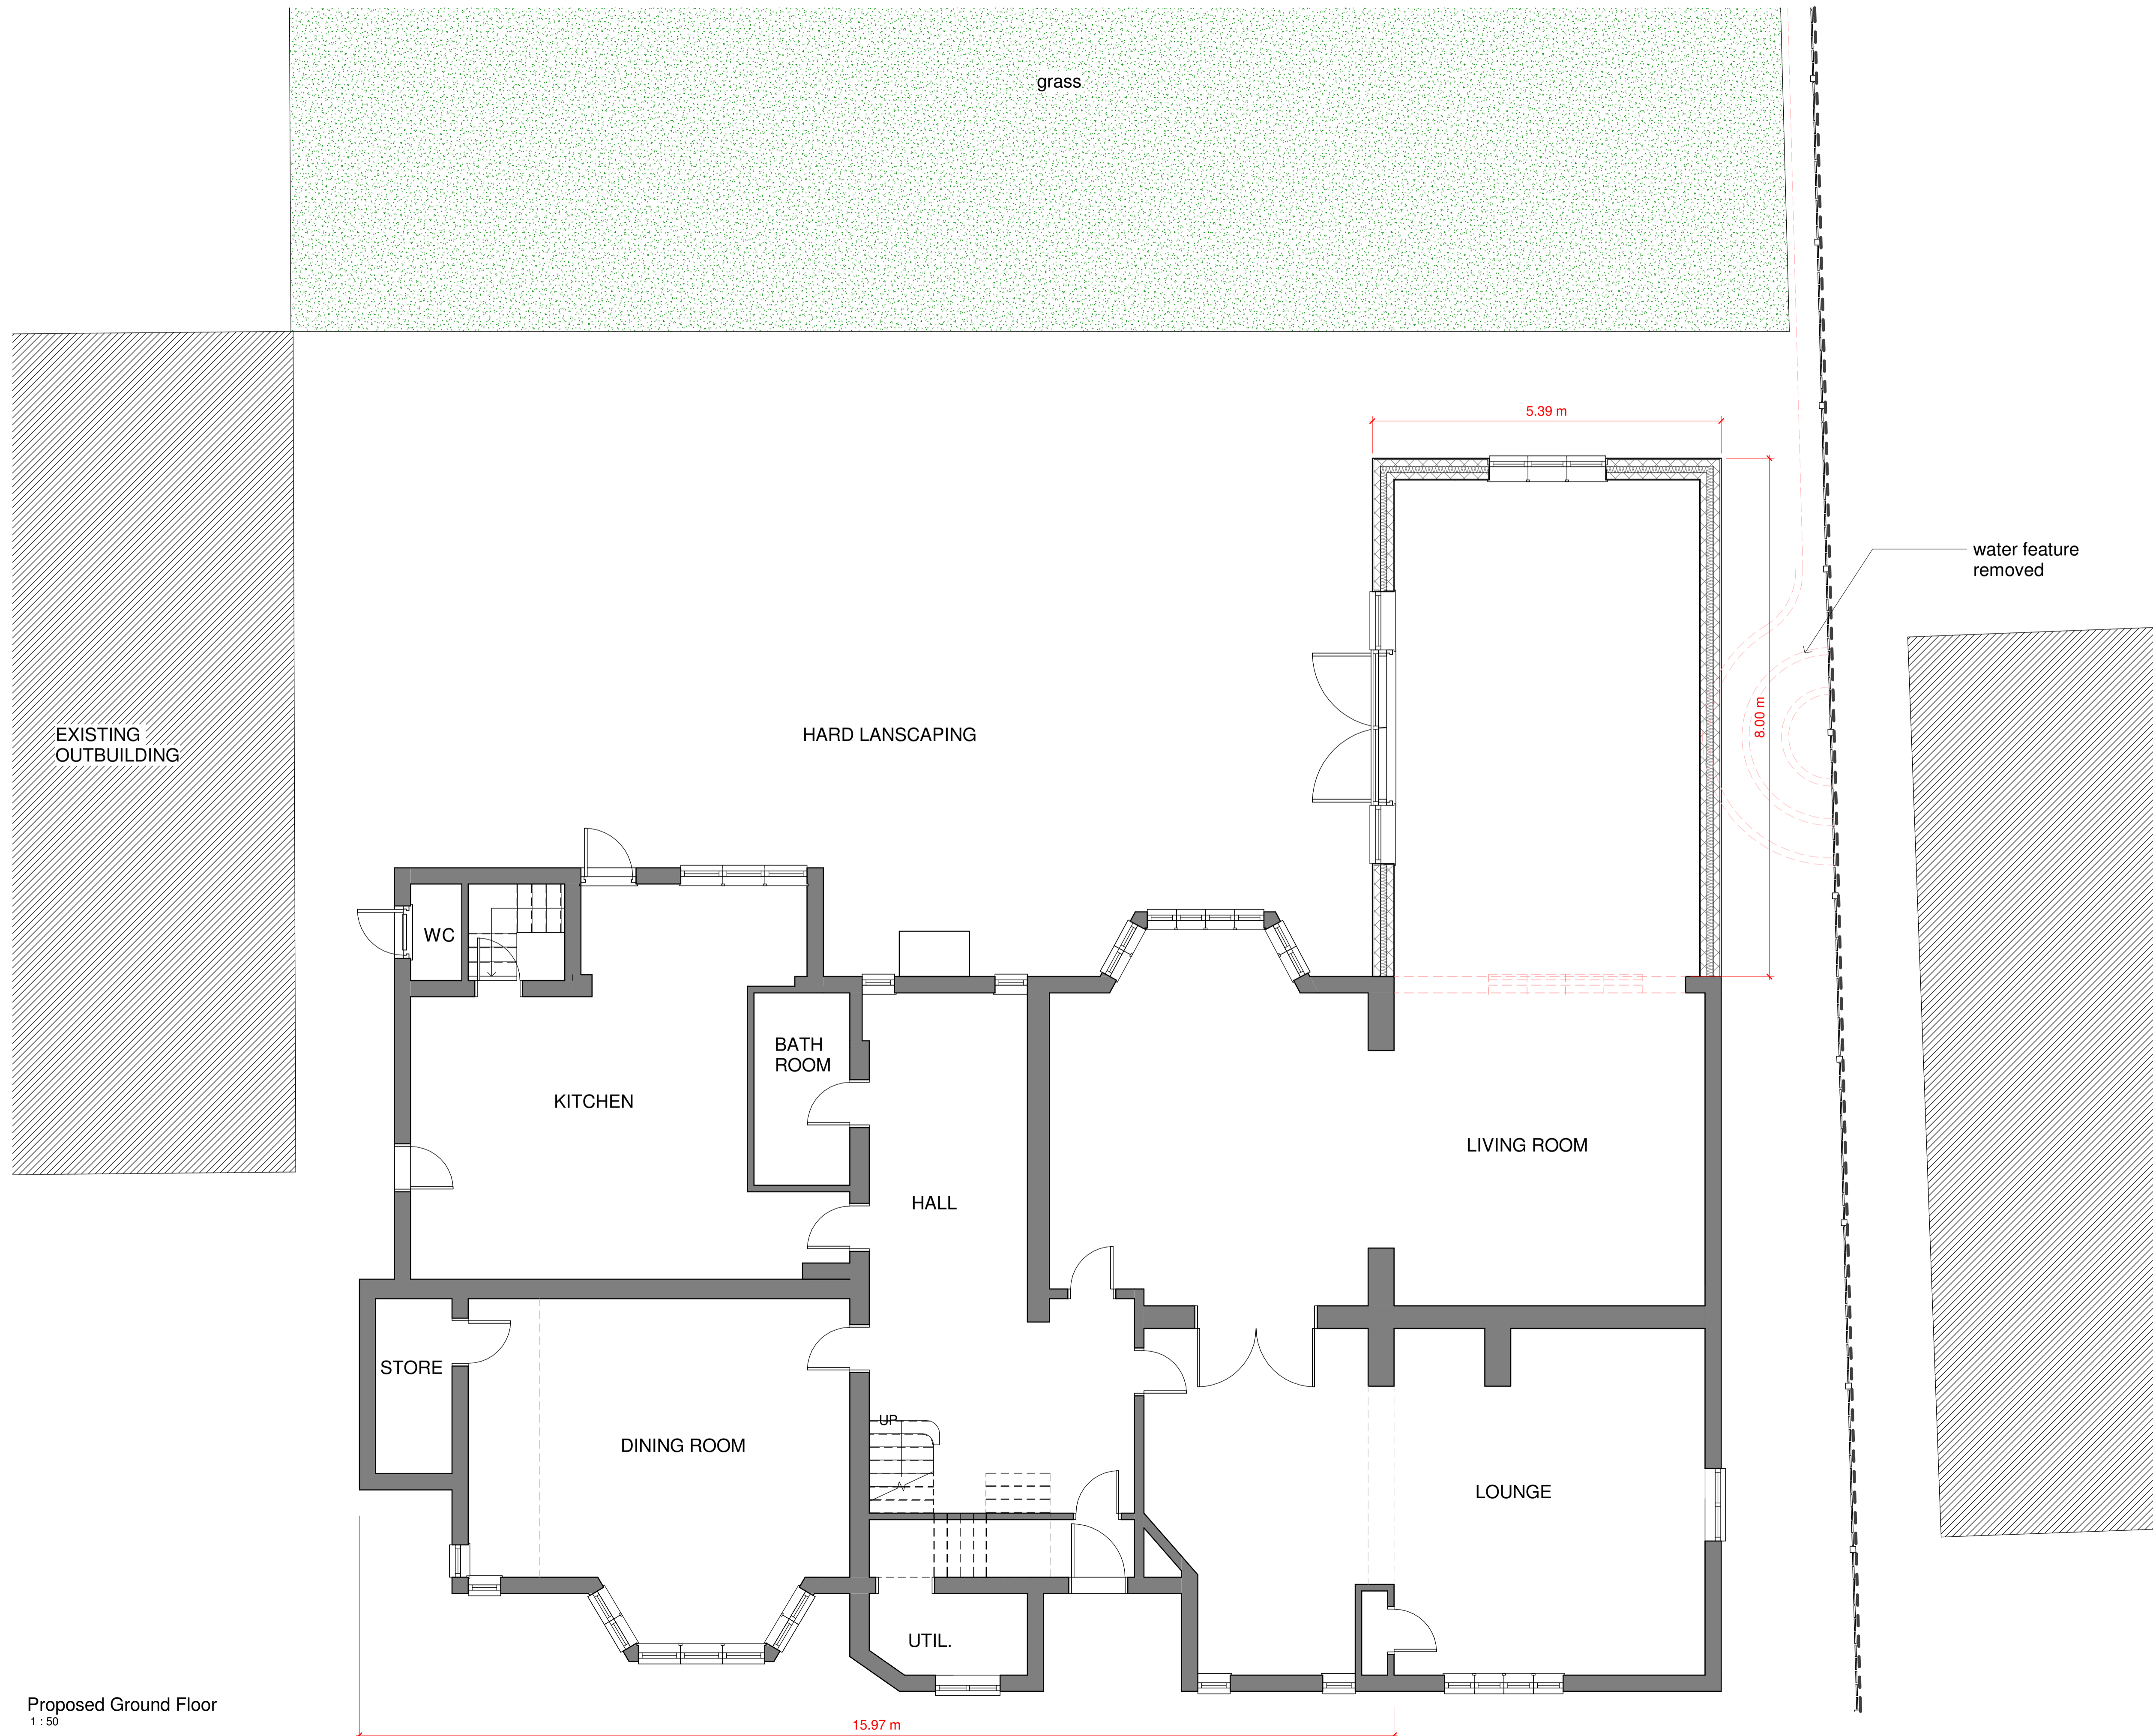 grass
5.39 m
water feature
removed
8.00 m
EXISTING
OUTBUILDING
HARD LANSCAPING
WC
BATH
ROOM
KITCHEN
LIVING ROOM
HALL
STORE
UP
DINING ROOM
LOUNGE
UTIL.
Proposed Ground Floor
1 : 50
15.97 m